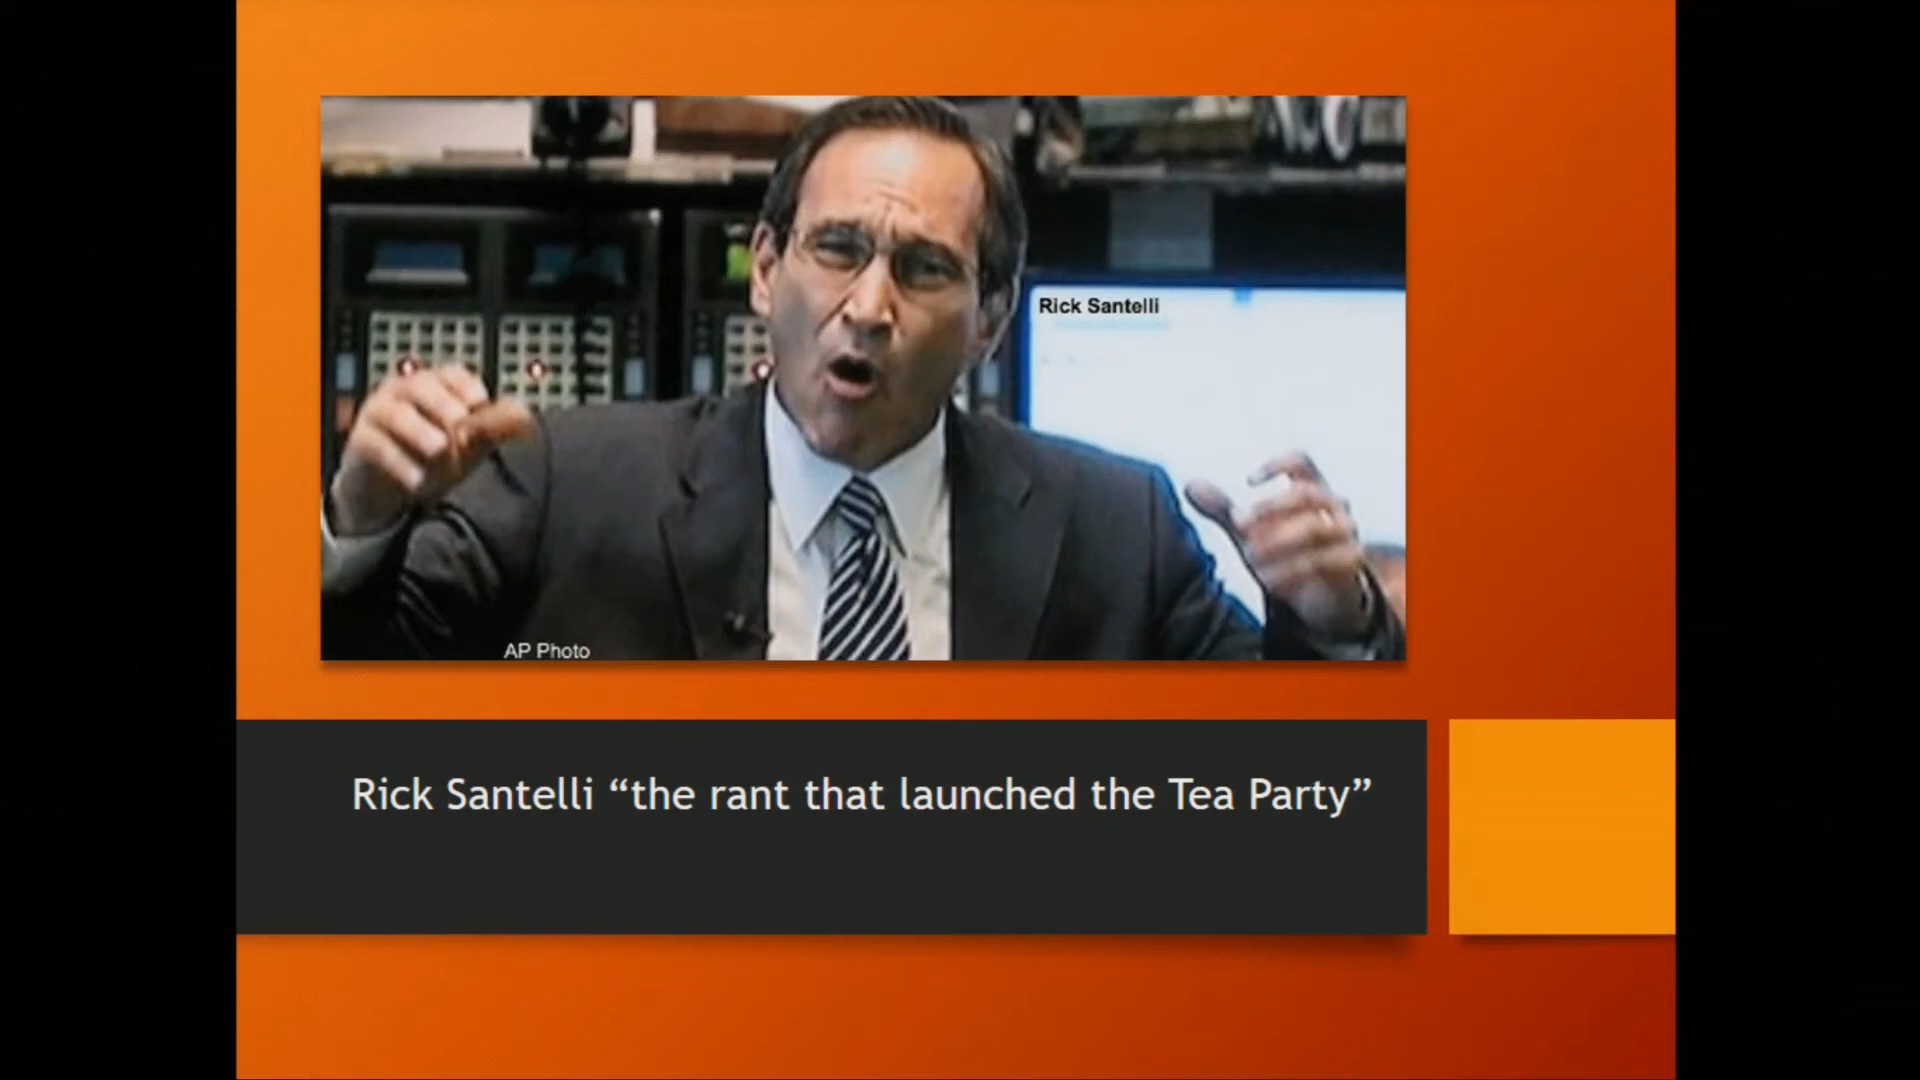 Rick Santelli
AP Photo
Rick Santelli “the rant that launched the Tea Party”